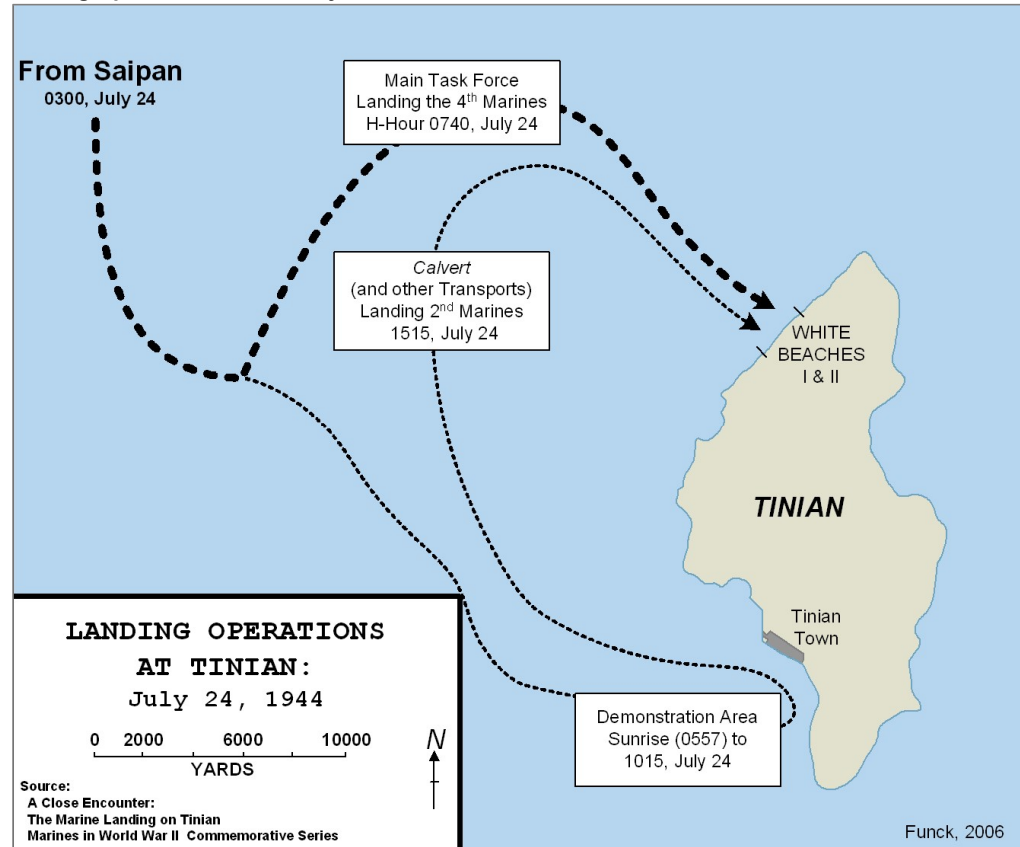 From Saipan
0300, July 24
Main Task Force
Landing the 4th Marines
H-Hour 0740, July 24
Calvert
(and other Transports)
Landing 2nd Marines
1515, July 24
WHITE
BEACHES
I & II
TINIAN
Tinian
Town
Demonstration Area
Sunrise (0557) to
1015, July 24
LANDING OPERATIONS
AT TINIAN:
July 24, 1944
0 2000 6000 10000
YARDS
N
Source:
A Close Encounter:
The Marine Landing on Tinian
Marines in World War II Commemorative Series
Funck, 2006